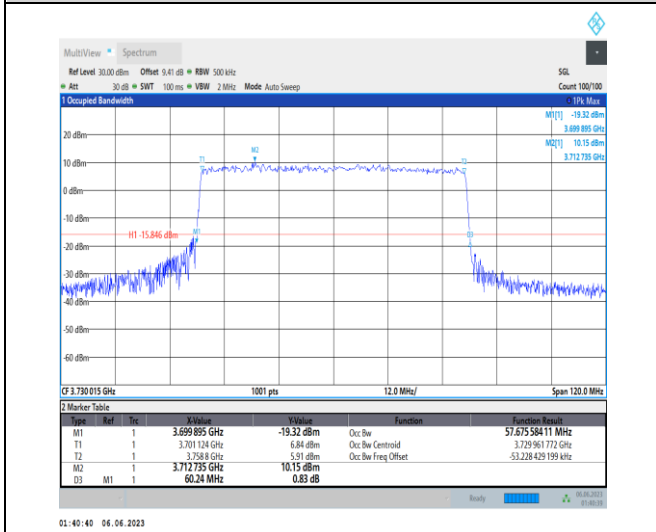 MultiView Spectrum
Ref Level 30.00 dBm Offset 9.41 dB RBW 500 kHz SGL
Att 30 dB SWT 100 ms VBW 2 MHz Mode Auto Sweep Count 100/100
1 Occupied Bandwidth 1Pk Max
M1[1] -19.32 dBm
3.699 895 GHz
M2[1] 10.15 dBm
3.712 735 GHz
20 dBm
M2
T1
T2
10 dBm
0 dBm
-10 dBm
H1 -15.846 dBm
M1
D3
-20 dBm
-30 dBm
-40 dBm
-50 dBm
-60 dBm
CF 3.730 015 GHz 1001 pts 12.0 MHz/ Span 120.0 MHz
2 Marker Table
Type Ref Trc X-Value Y-Value Function Function Result
M1 1 3.699 895 GHz -19.32 dBm Occ Bw 57.675 584 11 MHz
T1 1 3.701 124 GHz 6.84 dBm Occ Bw Centroid 3.729 961 772 GHz
T2 1 3.758 8 GHz 5.91 dBm Occ Bw Freq Offset -53.228 429 199 kHz
M2 1 3.712 735 GHz 10.15 dBm
D3 M1 1 60.24 MHz 0.83 dB
Ready 06.06.2023
01:40:39
01:40:40 06.06.2023